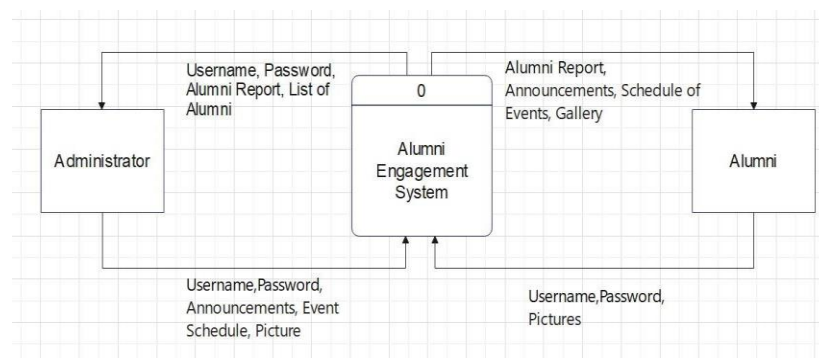 Username, Password,
Alumni Report, List of
Alumni
Alumni Report,
Announcements, Schedule of
Events, Gallery
0
Administrator
Alumni
Engagement
System
Alumni
Username,Password,
Announcements, Event
Schedule, Picture
Username,Password,
Pictures